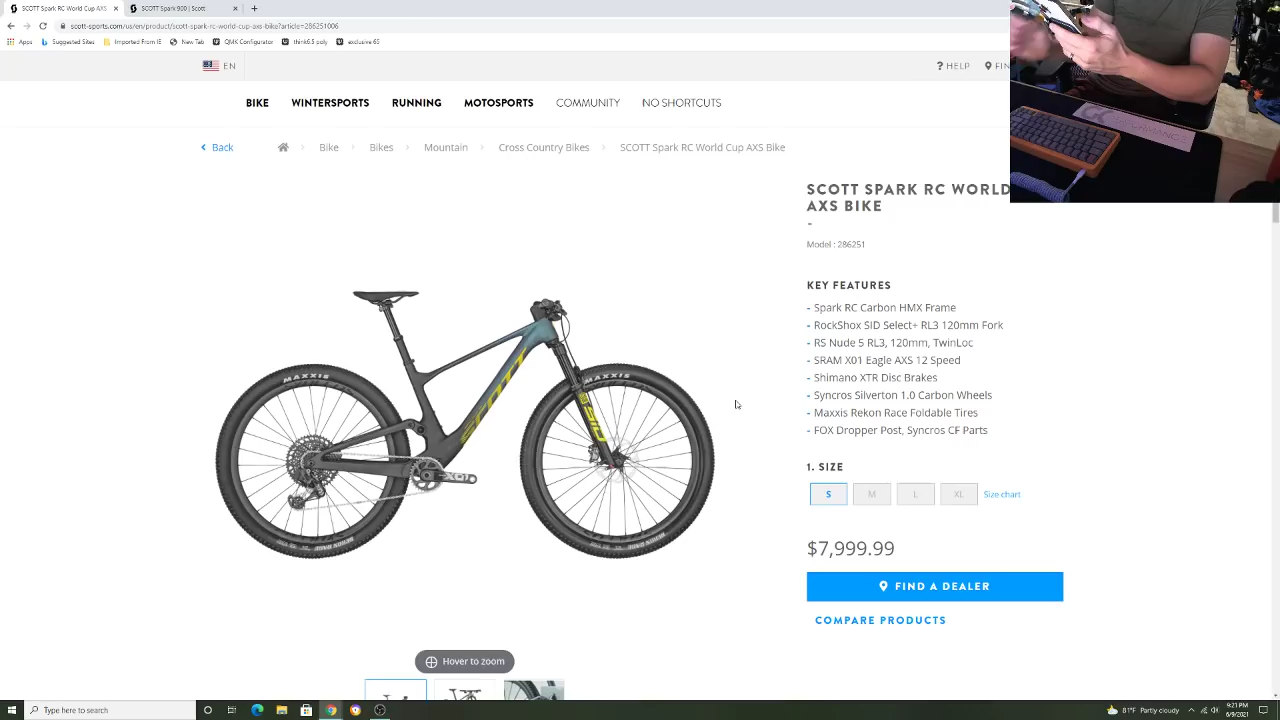 SCOTT Spark RC World Cup AXS
SCOTT Spark 900 | Scott
scott-sports.com/us/en/product/scott-spark-rc-world-cup-axs-bike?article=286251006
Apps
Suggested Sites
Imported From IE
New Tab
QMK Configurator
think6.5 poly
exclusive 65
EN
HELP
FIN
BIKE
WINTERSPORTS
RUNNING
MOTOSPORTS
COMMUNITY
NO SHORTCUTS
Back
Bike
Bikes
Mountain
Cross Country Bikes
SCOTT Spark RC World Cup AXS Bike
SCOTT SPARK RC WORLD
AXS BIKE
-
Model : 286251
KEY FEATURES
- Spark RC Carbon HMX Frame
- RockShox SID Select+ RL3 120mm Fork
- RS Nude 5 RL3, 120mm, TwinLoc
- SRAM X01 Eagle AXS 12 Speed
- Shimano XTR Disc Brakes
- Syncros Silverton 1.0 Carbon Wheels
- Maxxis Rekon Race Foldable Tires
- FOX Dropper Post, Syncros CF Parts
MAXXIS
MAXXIS
SCOTT
SID
X01
1. SIZE
S
M
L
XL
Size chart
$7,999.99
FIND A DEALER
COMPARE PRODUCTS
Hover to zoom
Type here to search
81°F Partly cloudy
9:21 PM
6/9/2021